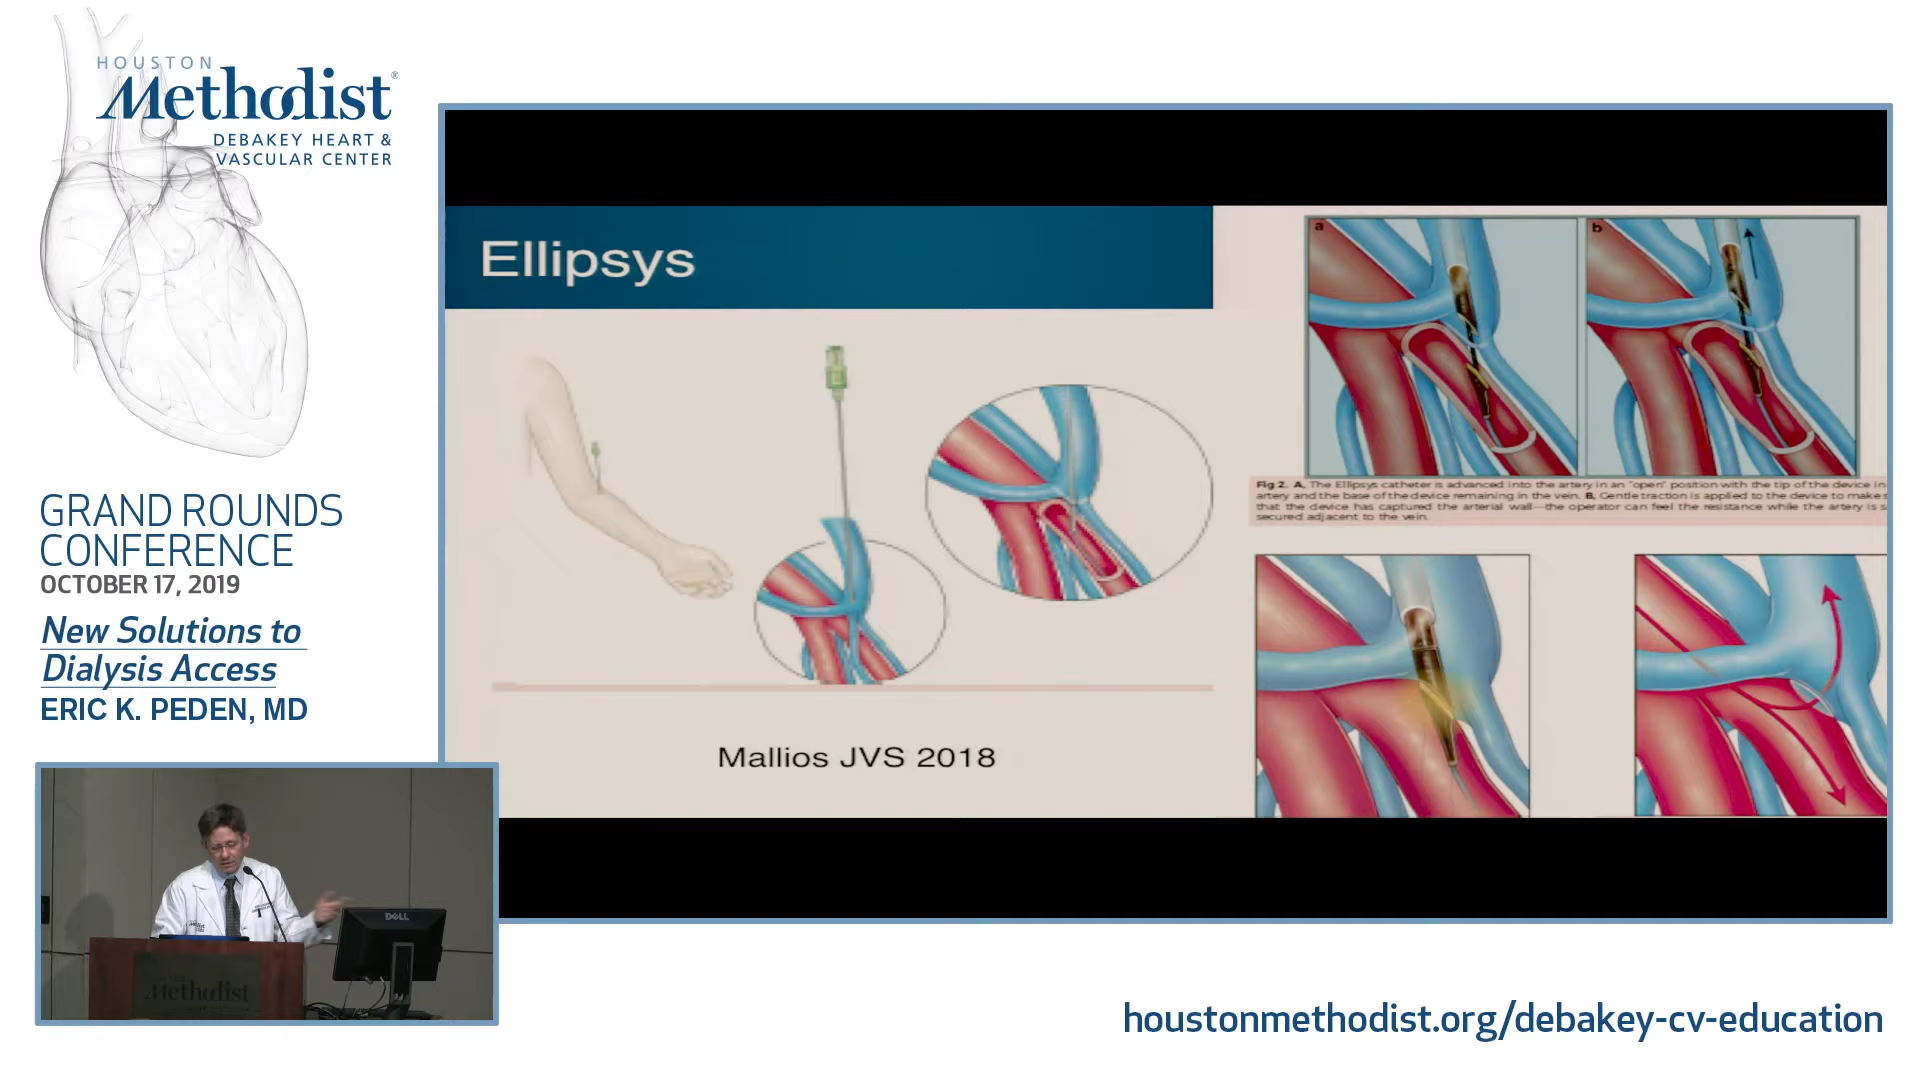 HOUSTON
Methodist®
DEBAKEY HEART &
VASCULAR CENTER
GRAND ROUNDS
CONFERENCE
OCTOBER 17, 2019
New Solutions to
Dialysis Access
ERIC K. PEDEN, MD
Ellipsys
Mallios JVS 2018
a
b
Fig 2. A, The Ellipsys catheter is advanced into the artery in an "open" position with the tip of the device in
artery and the base of the device remaining in the vein. B, Gentle traction is applied to the device to make
that the device has captured the arterial wall—the operator can feel the resistance while the artery is
secured adjacent to the vein.
DELL
Methodist
houstonmethodist.org/debakey-cv-education